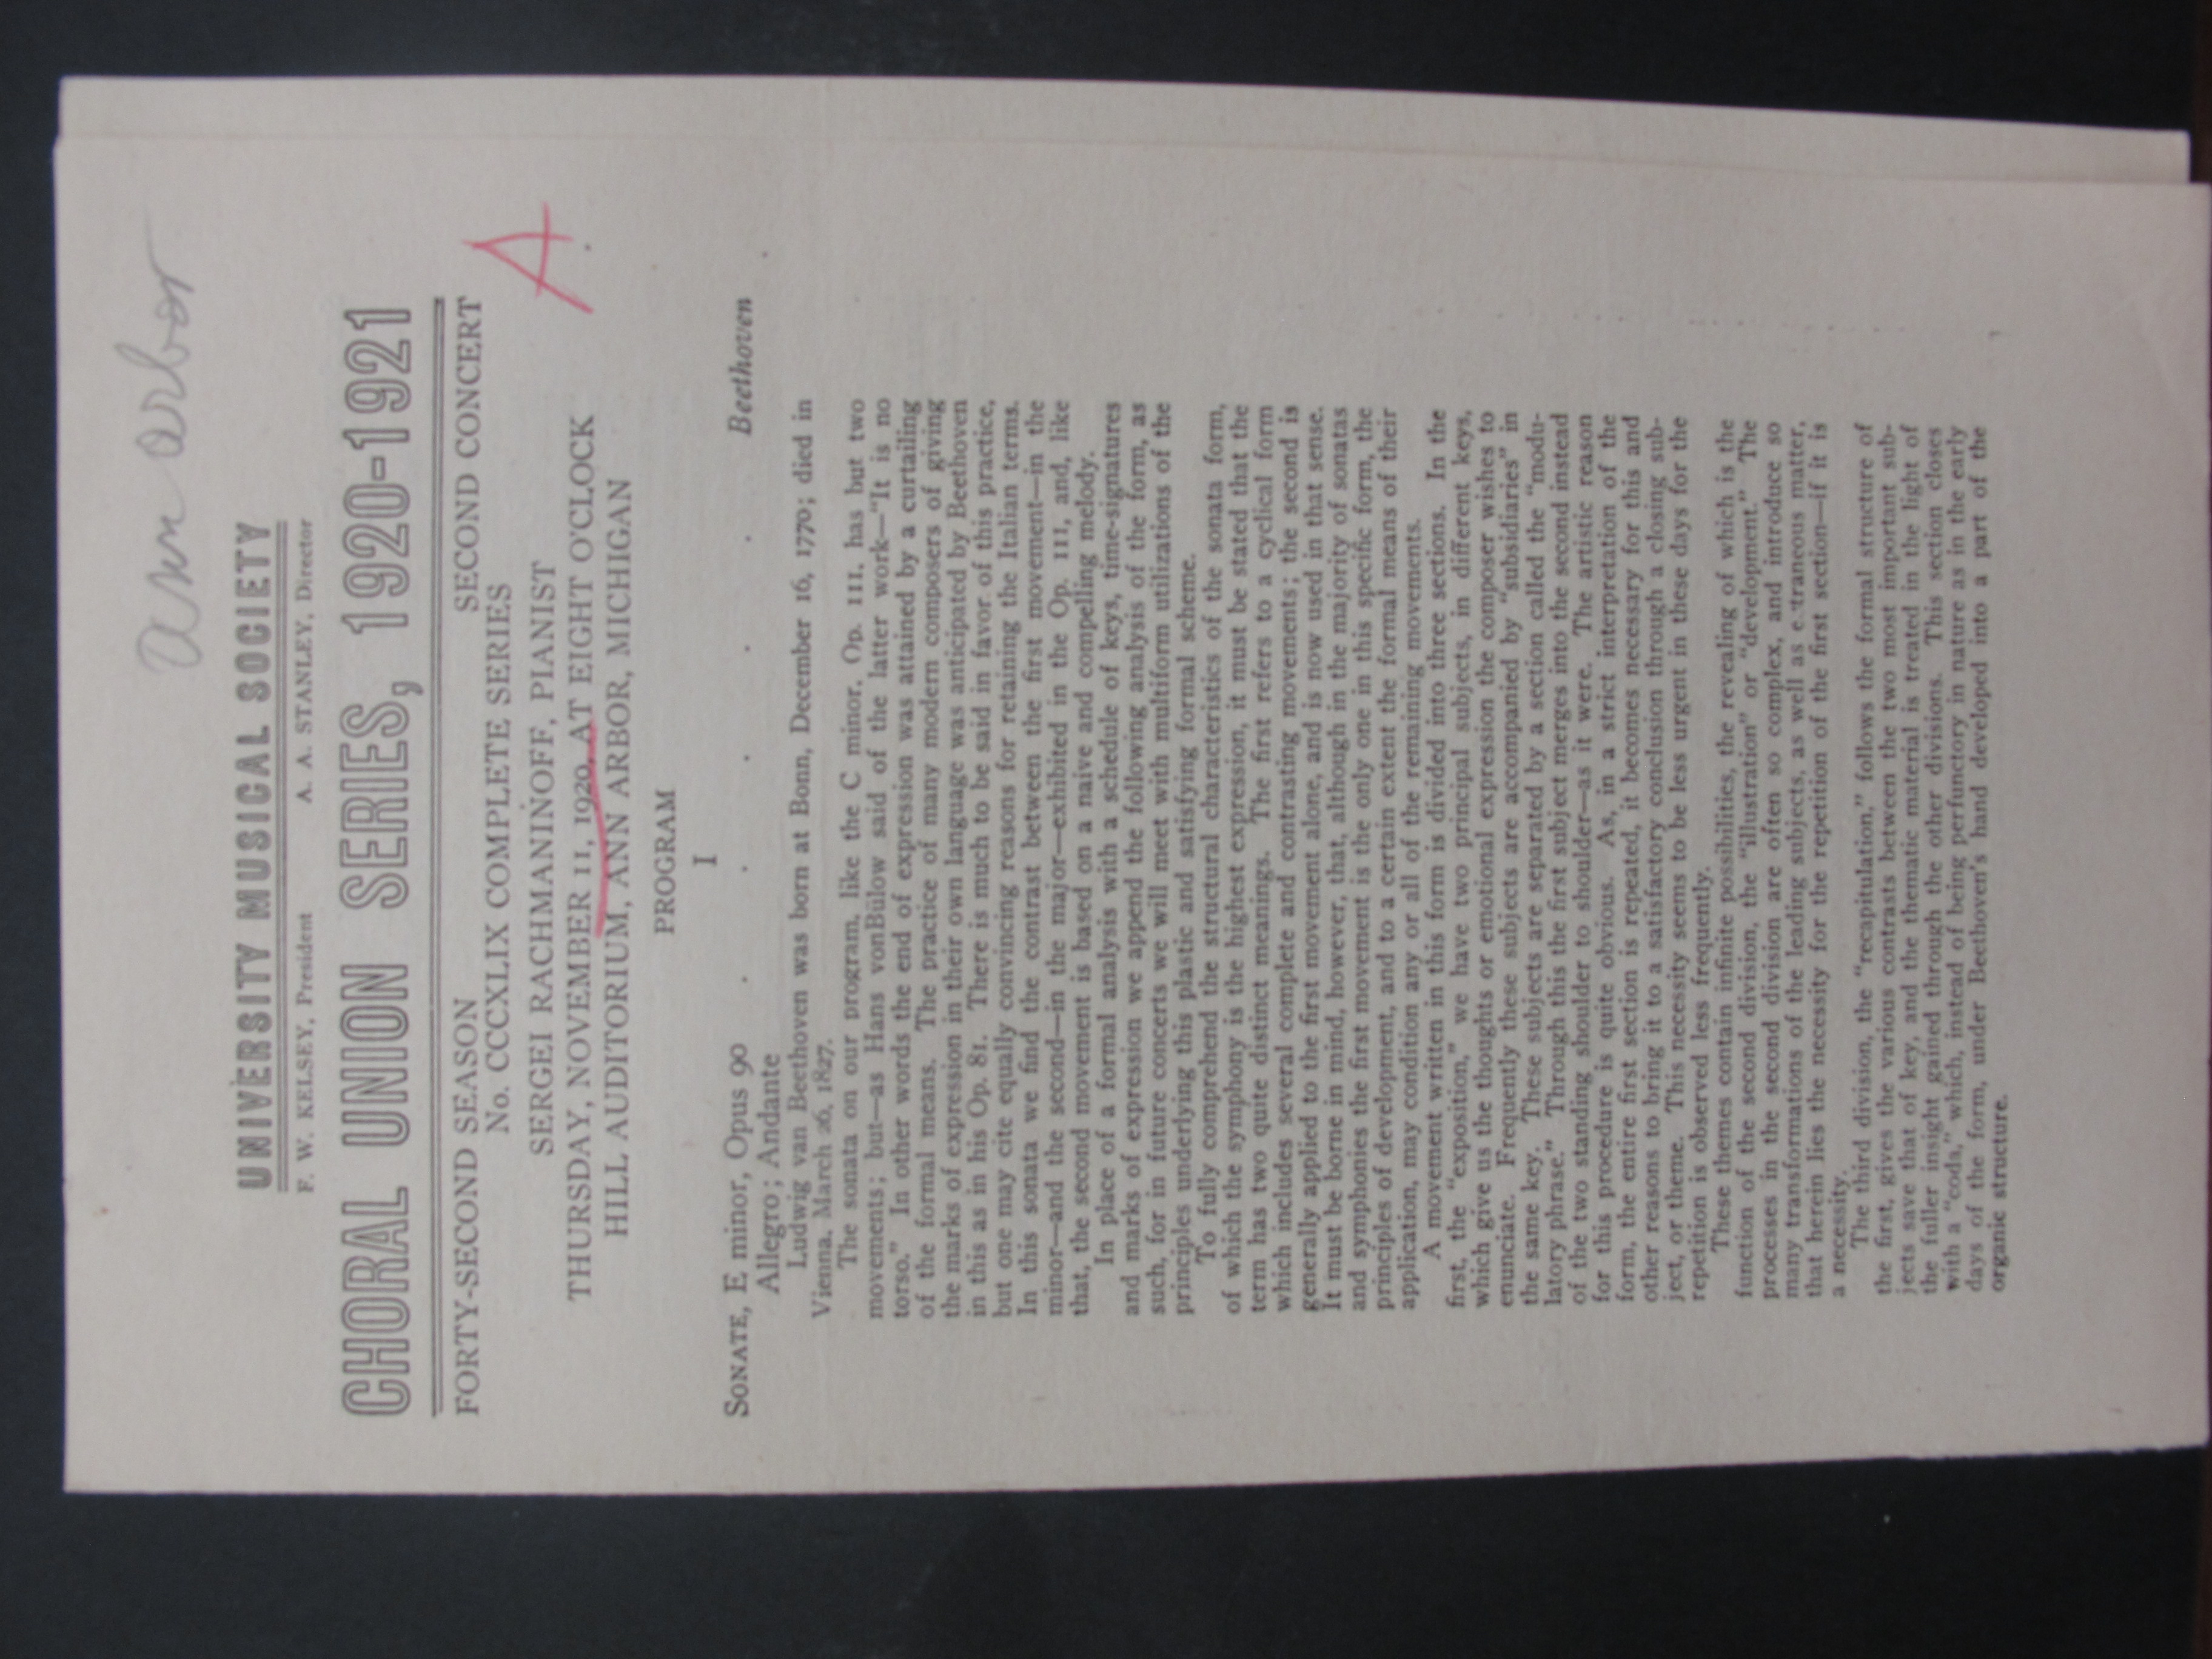 ann arbor
UNIVERSITY MUSICAL SOCIETY
F. W. KELSEY, President A. A. STANLEY, Director
CHORAL UNION SERIES, 1920-1921
FORTY-SECOND SEASON SECOND CONCERT
No. CCCXLIX COMPLETE SERIES
A
SERGEI RACHMANINOFF, PIANIST
THURSDAY, NOVEMBER 11, 1920, AT EIGHT O'CLOCK
HILL AUDITORIUM, ANN ARBOR, MICHIGAN
PROGRAM
I
SONATE, E minor, Opus 90 . . . . . Beethoven
Allegro; Andante
Ludwig van Beethoven was born at Bonn, December 16, 1770; died in
Vienna, March 26, 1827.
The sonata on our program, like the C minor, Op. 111, has but two
movements; but—as Hans vonBülow said of the latter work—"It is no
torso." In other words the end of expression was attained by a curtailing
of the formal means. The practice of many modern composers of giving
the marks of expression in their own language was anticipated by Beethoven
in this as in his Op. 81. There is much to be said in favor of this practice,
but one may cite equally convincing reasons for retaining the Italian terms.
In this sonata we find the contrast between the first movement—in the
minor—and the second—in the major—exhibited in the Op. 111, and, like
that, the second movement is based on a naive and compelling melody.
In place of a formal analysis with a schedule of keys, time-signatures
and marks of expression we append the following analysis of the form, as
such, for in future concerts we will meet with multiform utilizations of the
principles underlying this plastic and satisfying formal scheme.
To fully comprehend the structural characteristics of the sonata form,
of which the symphony is the highest expression, it must be stated that the
term has two quite distinct meanings. The first refers to a cyclical form
which includes several complete and contrasting movements; the second is
generally applied to the first movement alone, and is now used in that sense.
It must be borne in mind, however, that, although in the majority of sonatas
and symphonies the first movement is the only one in this specific form, the
principles of development, and to a certain extent the formal means of their
application, may condition any or all of the remaining movements.
A movement written in this form is divided into three sections. In the
first, the "exposition," we have two principal subjects, in different keys,
which give us the thoughts or emotional expression the composer wishes to
enunciate. Frequently these subjects are accompanied by "subsidiaries" in
the same key. These subjects are separated by a section called the "modu-
latory phrase." Through this the first subject merges into the second instead
of the two standing shoulder to shoulder—as it were. The artistic reason
for this procedure is quite obvious. As, in a strict interpretation of the
form, the entire first section is repeated, it becomes necessary for this and
other reasons to bring it to a satisfactory conclusion through a closing sub-
ject, or theme. This necessity seems to be less urgent in these days for the
repetition is observed less frequently.
These themes contain infinite possibilities, the revealing of which is the
function of the second division, the "illustration" or "development." The
processes in the second division are often so complex, and introduce so
many transformations of the leading subjects, as well as extraneous matter,
that herein lies the necessity for the repetition of the first section—if it is
a necessity.
The third division, the "recapitulation," follows the formal structure of
the first, gives the various contrasts between the two most important sub-
jects save that of key, and the thematic material is treated in the light of
the fuller insight gained through the other divisions. This section closes
with a "coda," which, instead of being perfunctory in nature as in the early
days of the form, under Beethoven's hand developed into a part of the
organic structure.